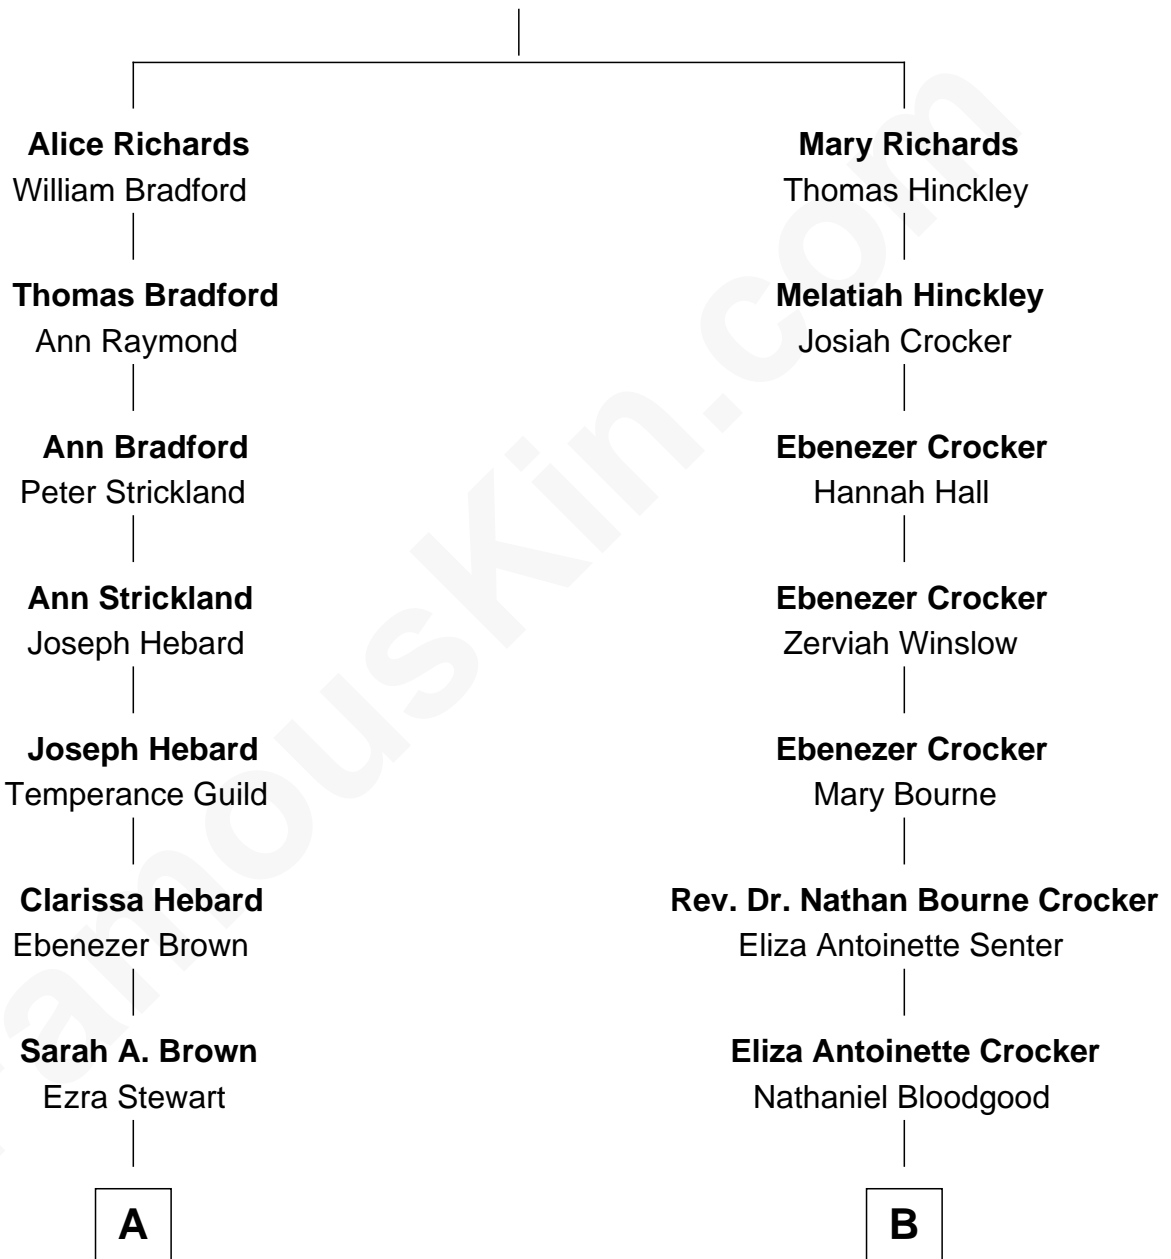 Alice Richards
William Bradford
Thomas Bradford
Ann Raymond
Ann Bradford
Peter Strickland
Ann Strickland
Joseph Hebard
Joseph Hebard
Temperance Guild
Clarissa Hebard
Ebenezer Brown
Sarah A. Brown
Ezra Stewart
A
Mary Richards
Thomas Hinckley
Melatiah Hinckley
Josiah Crocker
Ebenezer Crocker
Hannah Hall
Ebenezer Crocker
Zerviah Winslow
Ebenezer Crocker
Mary Bourne
Rev. Dr. Nathan Bourne Crocker
Eliza Antoinette Senter
Eliza Antoinette Crocker
Nathaniel Bloodgood
B
FamousKin.com